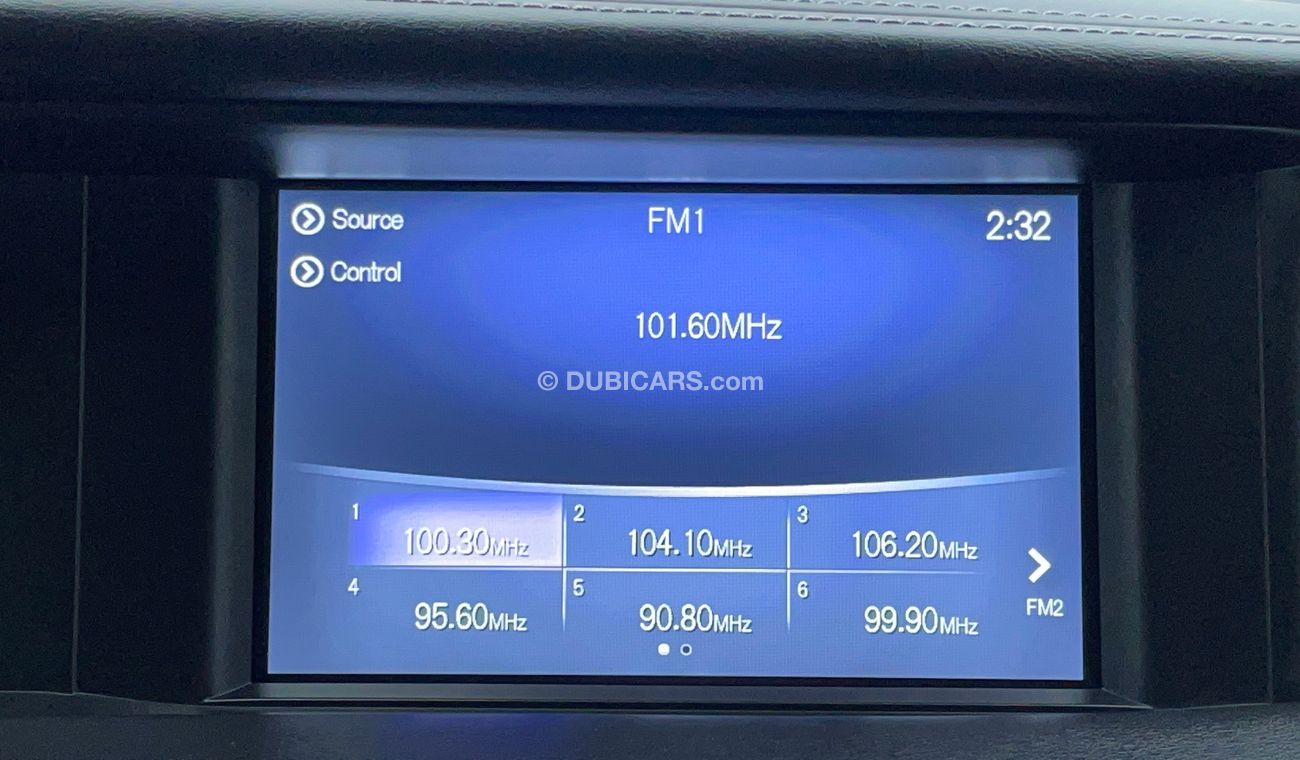 Source
FM1
2:32
Control
101.60MHz
© DUBICARS.com
1
100.30MHz
2
104.10MHz
3
106.20MHz
4
95.60MHz
5
90.80MHz
6
99.90MHz
FM2